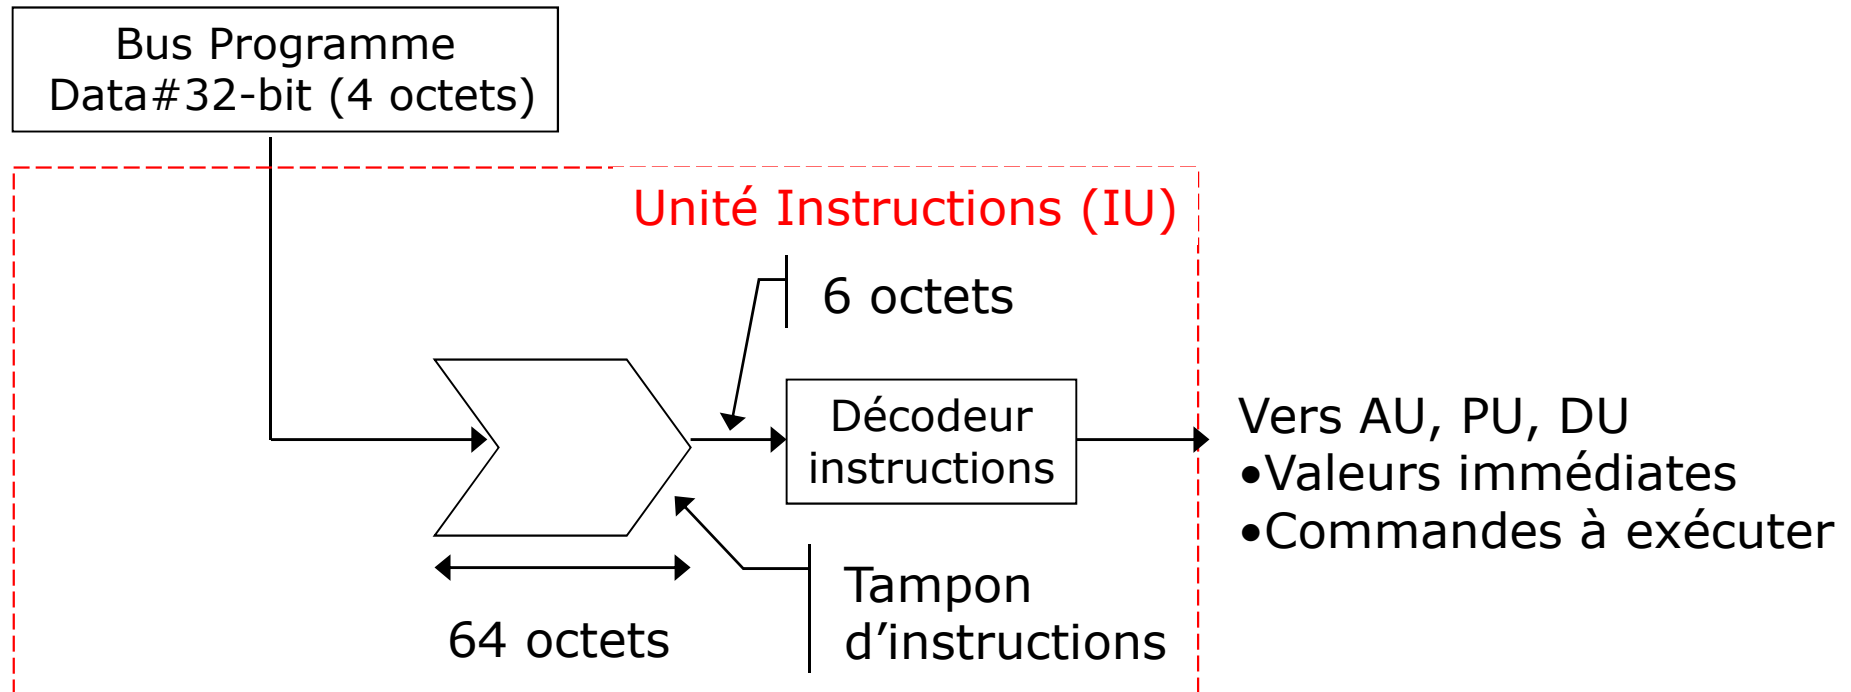 Bus Programme
Data#32-bit (4 octets)
Unité Instructions (IU)
6 octets
Décodeur
instructions
Vers AU, PU, DU
•Valeurs immédiates
•Commandes à exécuter
64 octets
Tampon
d’instructions